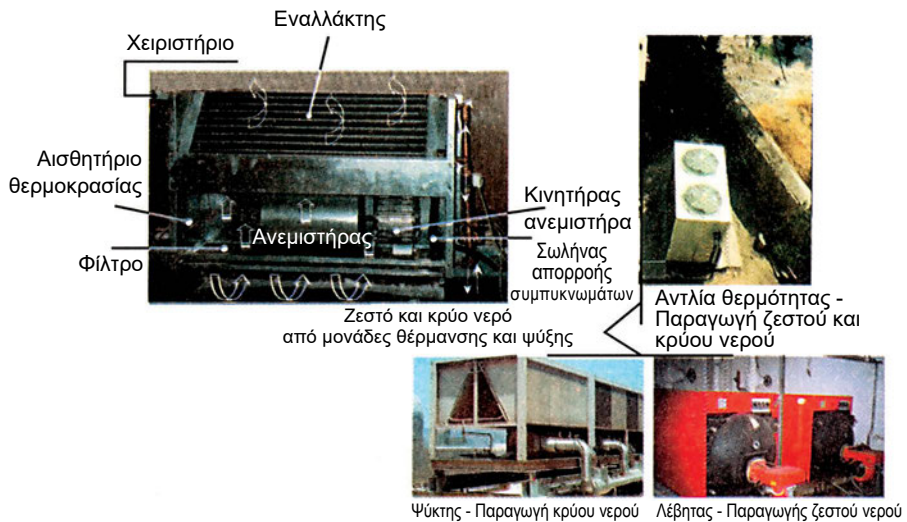 Εναλλάκτης
Χειριστήριο
Αισθητήριο
θερμοκρασίας
Κινητήρας
ανεμιστήρα
Ανεμιστήρας
Φίλτρο
Σωλήνας
απορροής
συμπυκνωμάτων
Ζεστό και κρύο νερό
από μονάδες θέρμανσης και ψύξης
Αντλία θερμότητας -
Παραγωγή ζεστού και
κρύου νερού
Ψύκτης - Παραγωγή κρύου νερού
Λέβητας - Παραγωγής ζεστού νερού